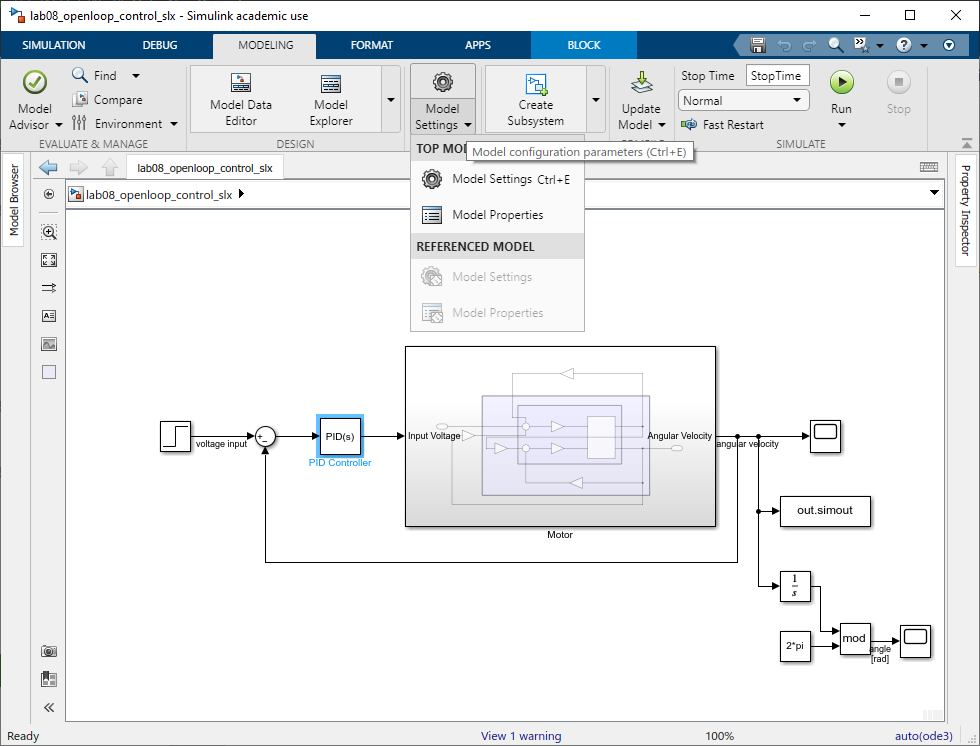 lab08_openloop_control_slx - Simulink academic use
SIMULATION
DEBUG
MODELING
FORMAT
APPS
BLOCK
Model
Advisor
Find
Compare
Environment
EVALUATE & MANAGE
Model Data
Editor
Model
Explorer
DESIGN
Model
Settings
Create
Subsystem
Update
Model
Stop Time
StopTime
Normal
Fast Restart
Run
Stop
SIMULATE
TOP MO
Model configuration parameters (Ctrl+E)
Model Settings Ctrl+E
Model Properties
REFERENCED MODEL
Model Settings
Model Properties
Model Browser
lab08_openloop_control_slx
lab08_openloop_control_slx
Property Inspector
voltage input
PID(s)
PID Controller
Input Voltage
Angular Velocity
angular velocity
Motor
out.simout
1
s
2*pi
mod
angle
[rad]
Ready
View 1 warning
100%
auto(ode3)